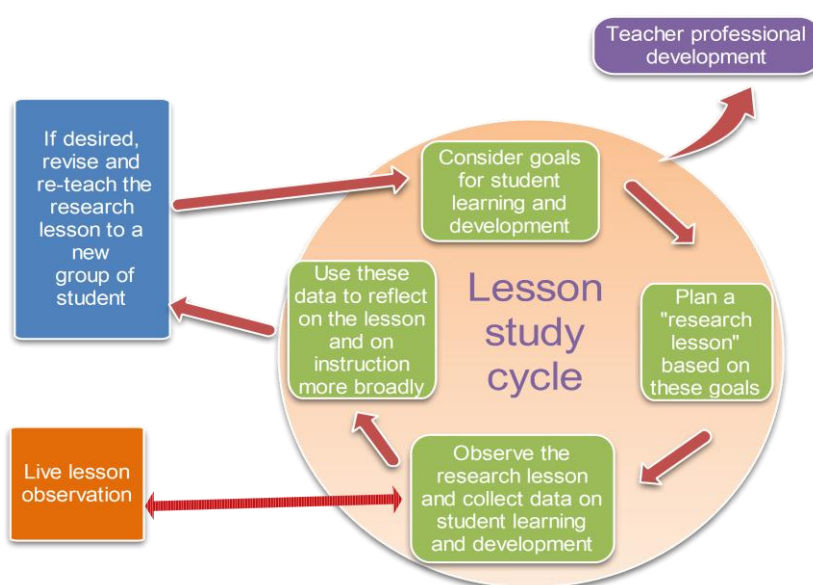 Teacher professional
development
If desired,
revise and
re-teach the
research
lesson to a
new
group of
student
Consider goals
for student
learning and
development
Lesson
study
cycle
Use these
data to reflect
on the lesson
and on
instruction
more broadly
Plan a
"research
lesson"
based on
these goals
Live lesson
observation
Observe the
research lesson
and collect data on
student learning
and development